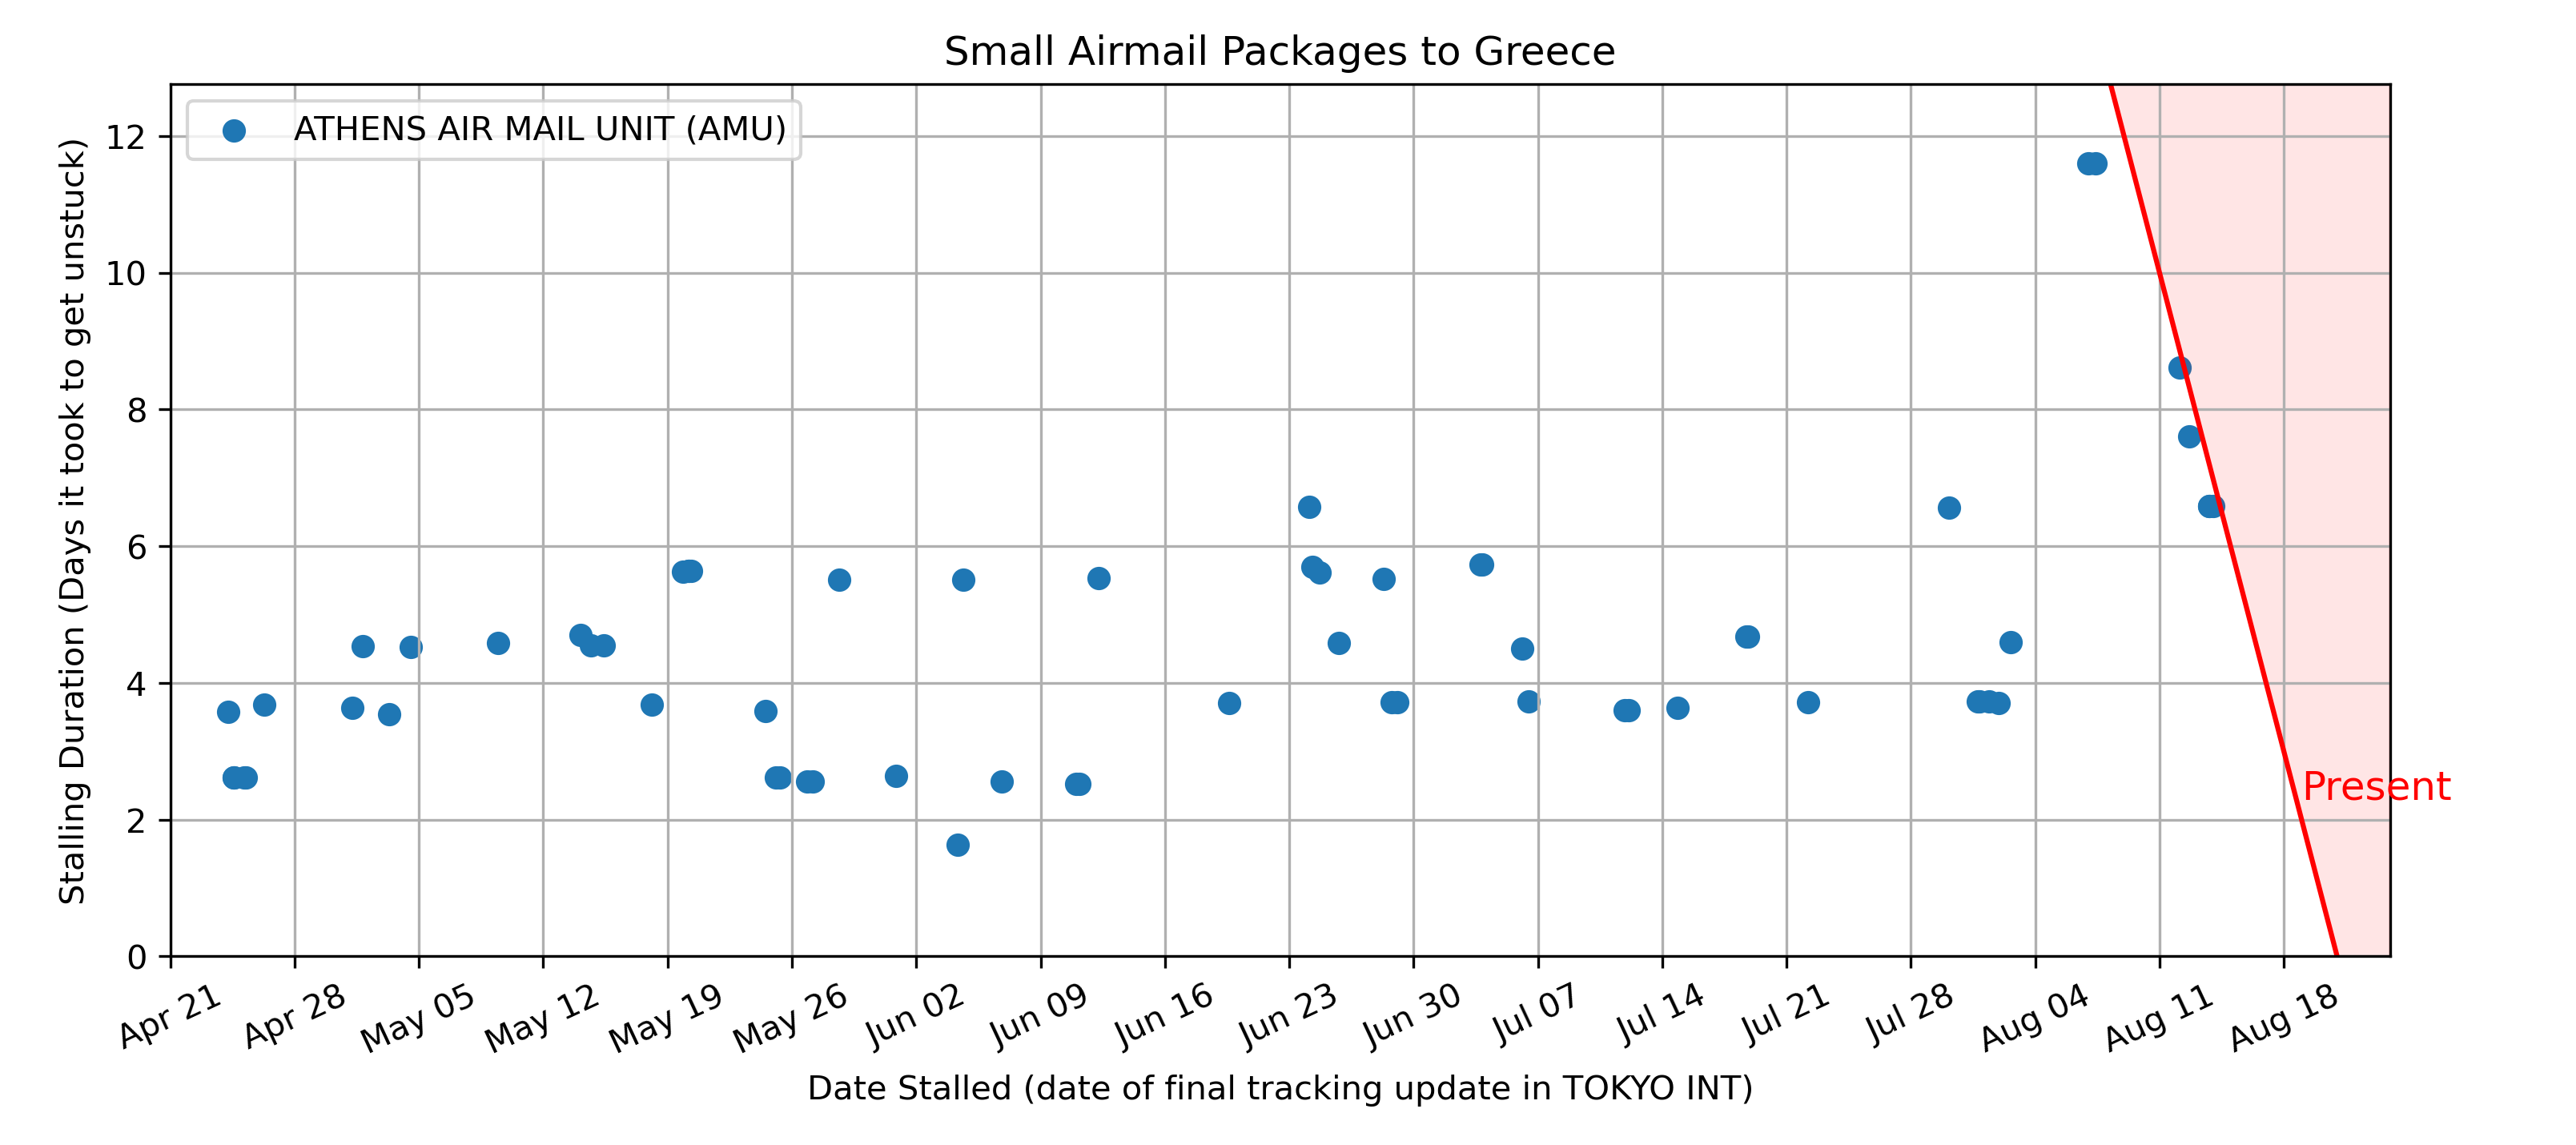 Small Airmail Packages to Greece
ATHENS AIR MAIL UNIT (AMU)
Stalling Duration (Days it took to get unstuck)
12
10
8
6
4
2
0
Present
Apr 21
Apr 28
May 05
May 12
May 19
May 26
Jun 02
Jun 09
Jun 16
Jun 23
Jun 30
Jul 07
Jul 14
Jul 21
Jul 28
Aug 04
Aug 11
Aug 18
Date Stalled (date of final tracking update in TOKYO INT)